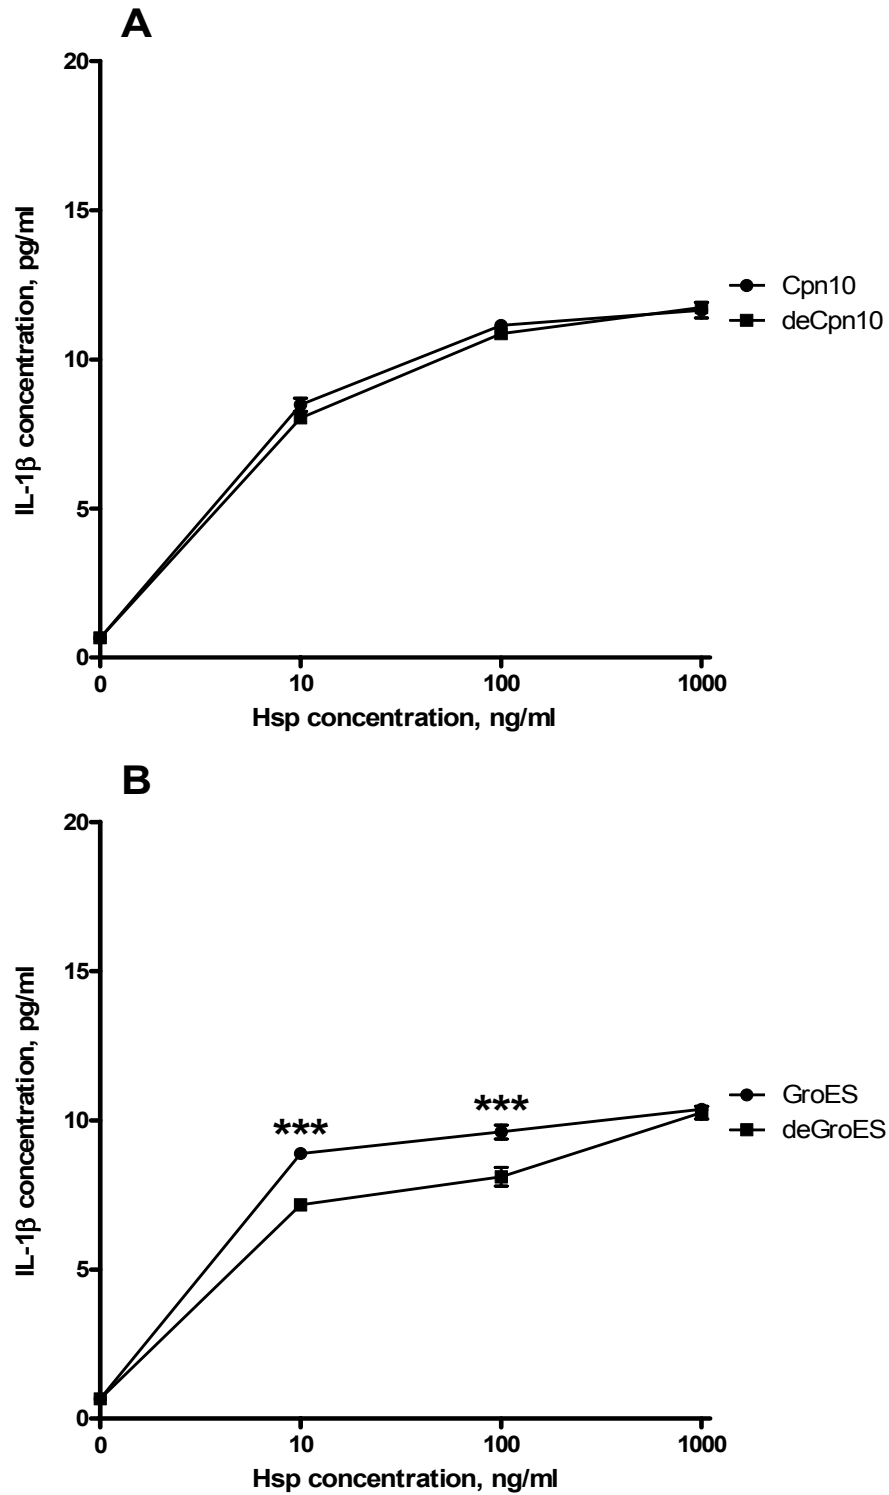 A
20
15
10
5
0
IL-1β concentration, pg/ml
0 10 100 1000
Hsp concentration, ng/ml
Cpn10
deCpn10
B
20
15
10
5
0
IL-1β concentration, pg/ml
*** ***
0 10 100 1000
Hsp concentration, ng/ml
GroES
deGroES